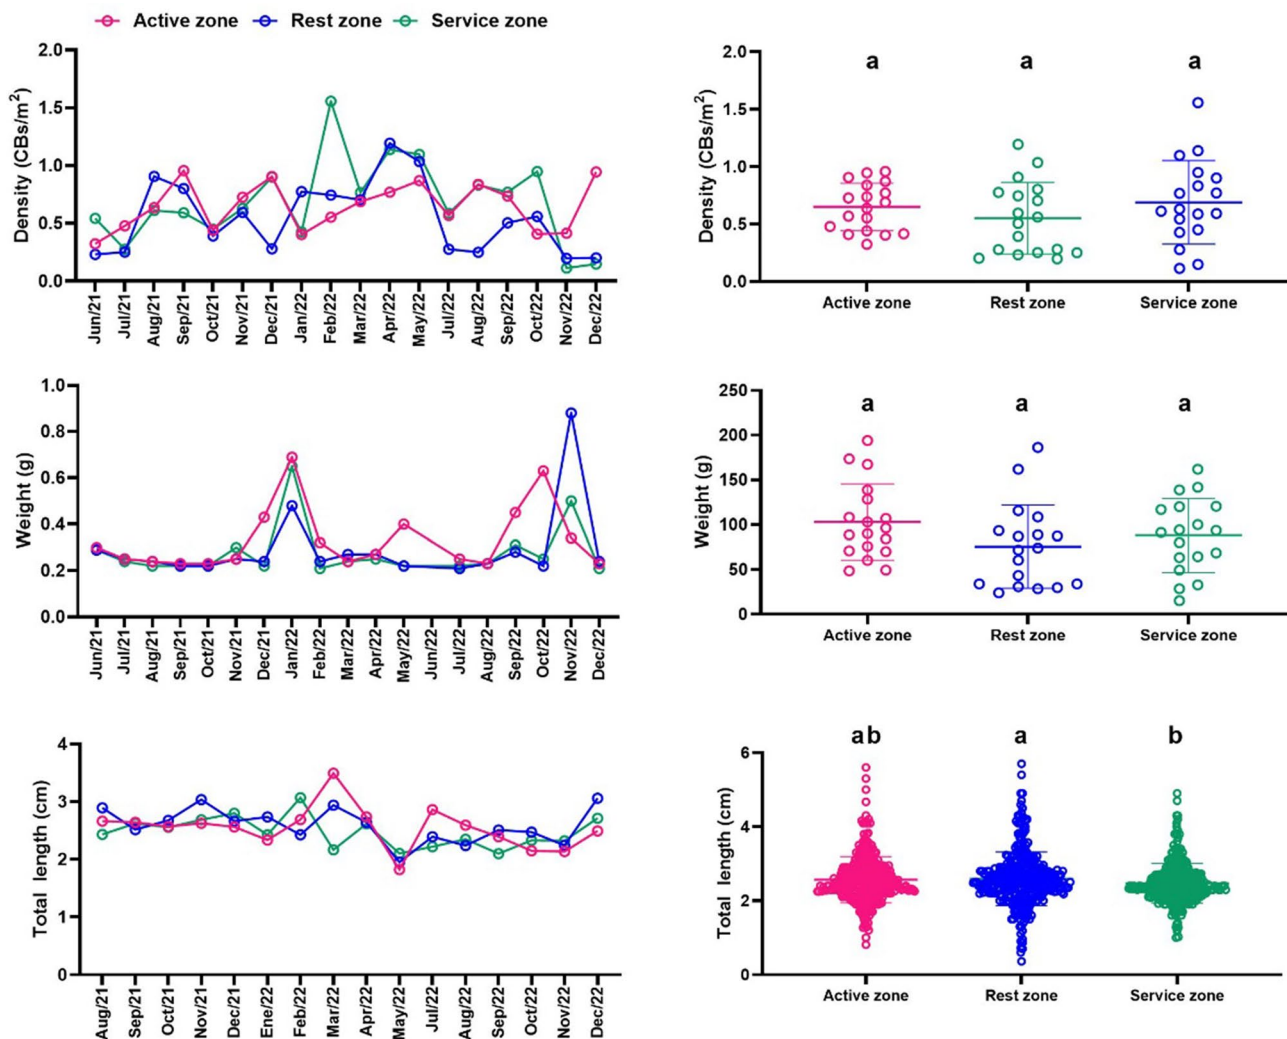 Active zone Rest zone Service zone
Density (CBs/m²)
2.0
1.5
1.0
0.5
0.0
Jun/21 Jul/21 Aug/21 Sep/21 Oct/21 Nov/21 Dec/21 Jan/22 Feb/22 Mar/22 Apr/22 May/22 Jul/22 Aug/22 Sep/22 Oct/22 Nov/22 Dec/22
Density (CBs/m²)
2.0
1.5
1.0
0.5
0.0
a a a
Active zone Rest zone Service zone
Weight (g)
1.0
0.8
0.6
0.4
0.2
0.0
Jun/21 Jul/21 Aug/21 Sep/21 Oct/21 Nov/21 Dec/21 Jan/22 Feb/22 Mar/22 Apr/22 May/22 Jun/22 Jul/22 Aug/22 Sep/22 Oct/22 Nov/22 Dec/22
Weight (g)
250
200
150
100
50
0
a a a
Active zone Rest zone Service zone
Total length (cm)
4
3
2
1
0
Aug/21 Sep/21 Oct/21 Nov/21 Dec/21 Ene/22 Feb/22 Mar/22 Apr/22 May/22 Jul/22 Aug/22 Sep/22 Oct/22 Nov/22 Dec/22
Total length (cm)
6
4
2
0
ab a b
Active zone Rest zone Service zone